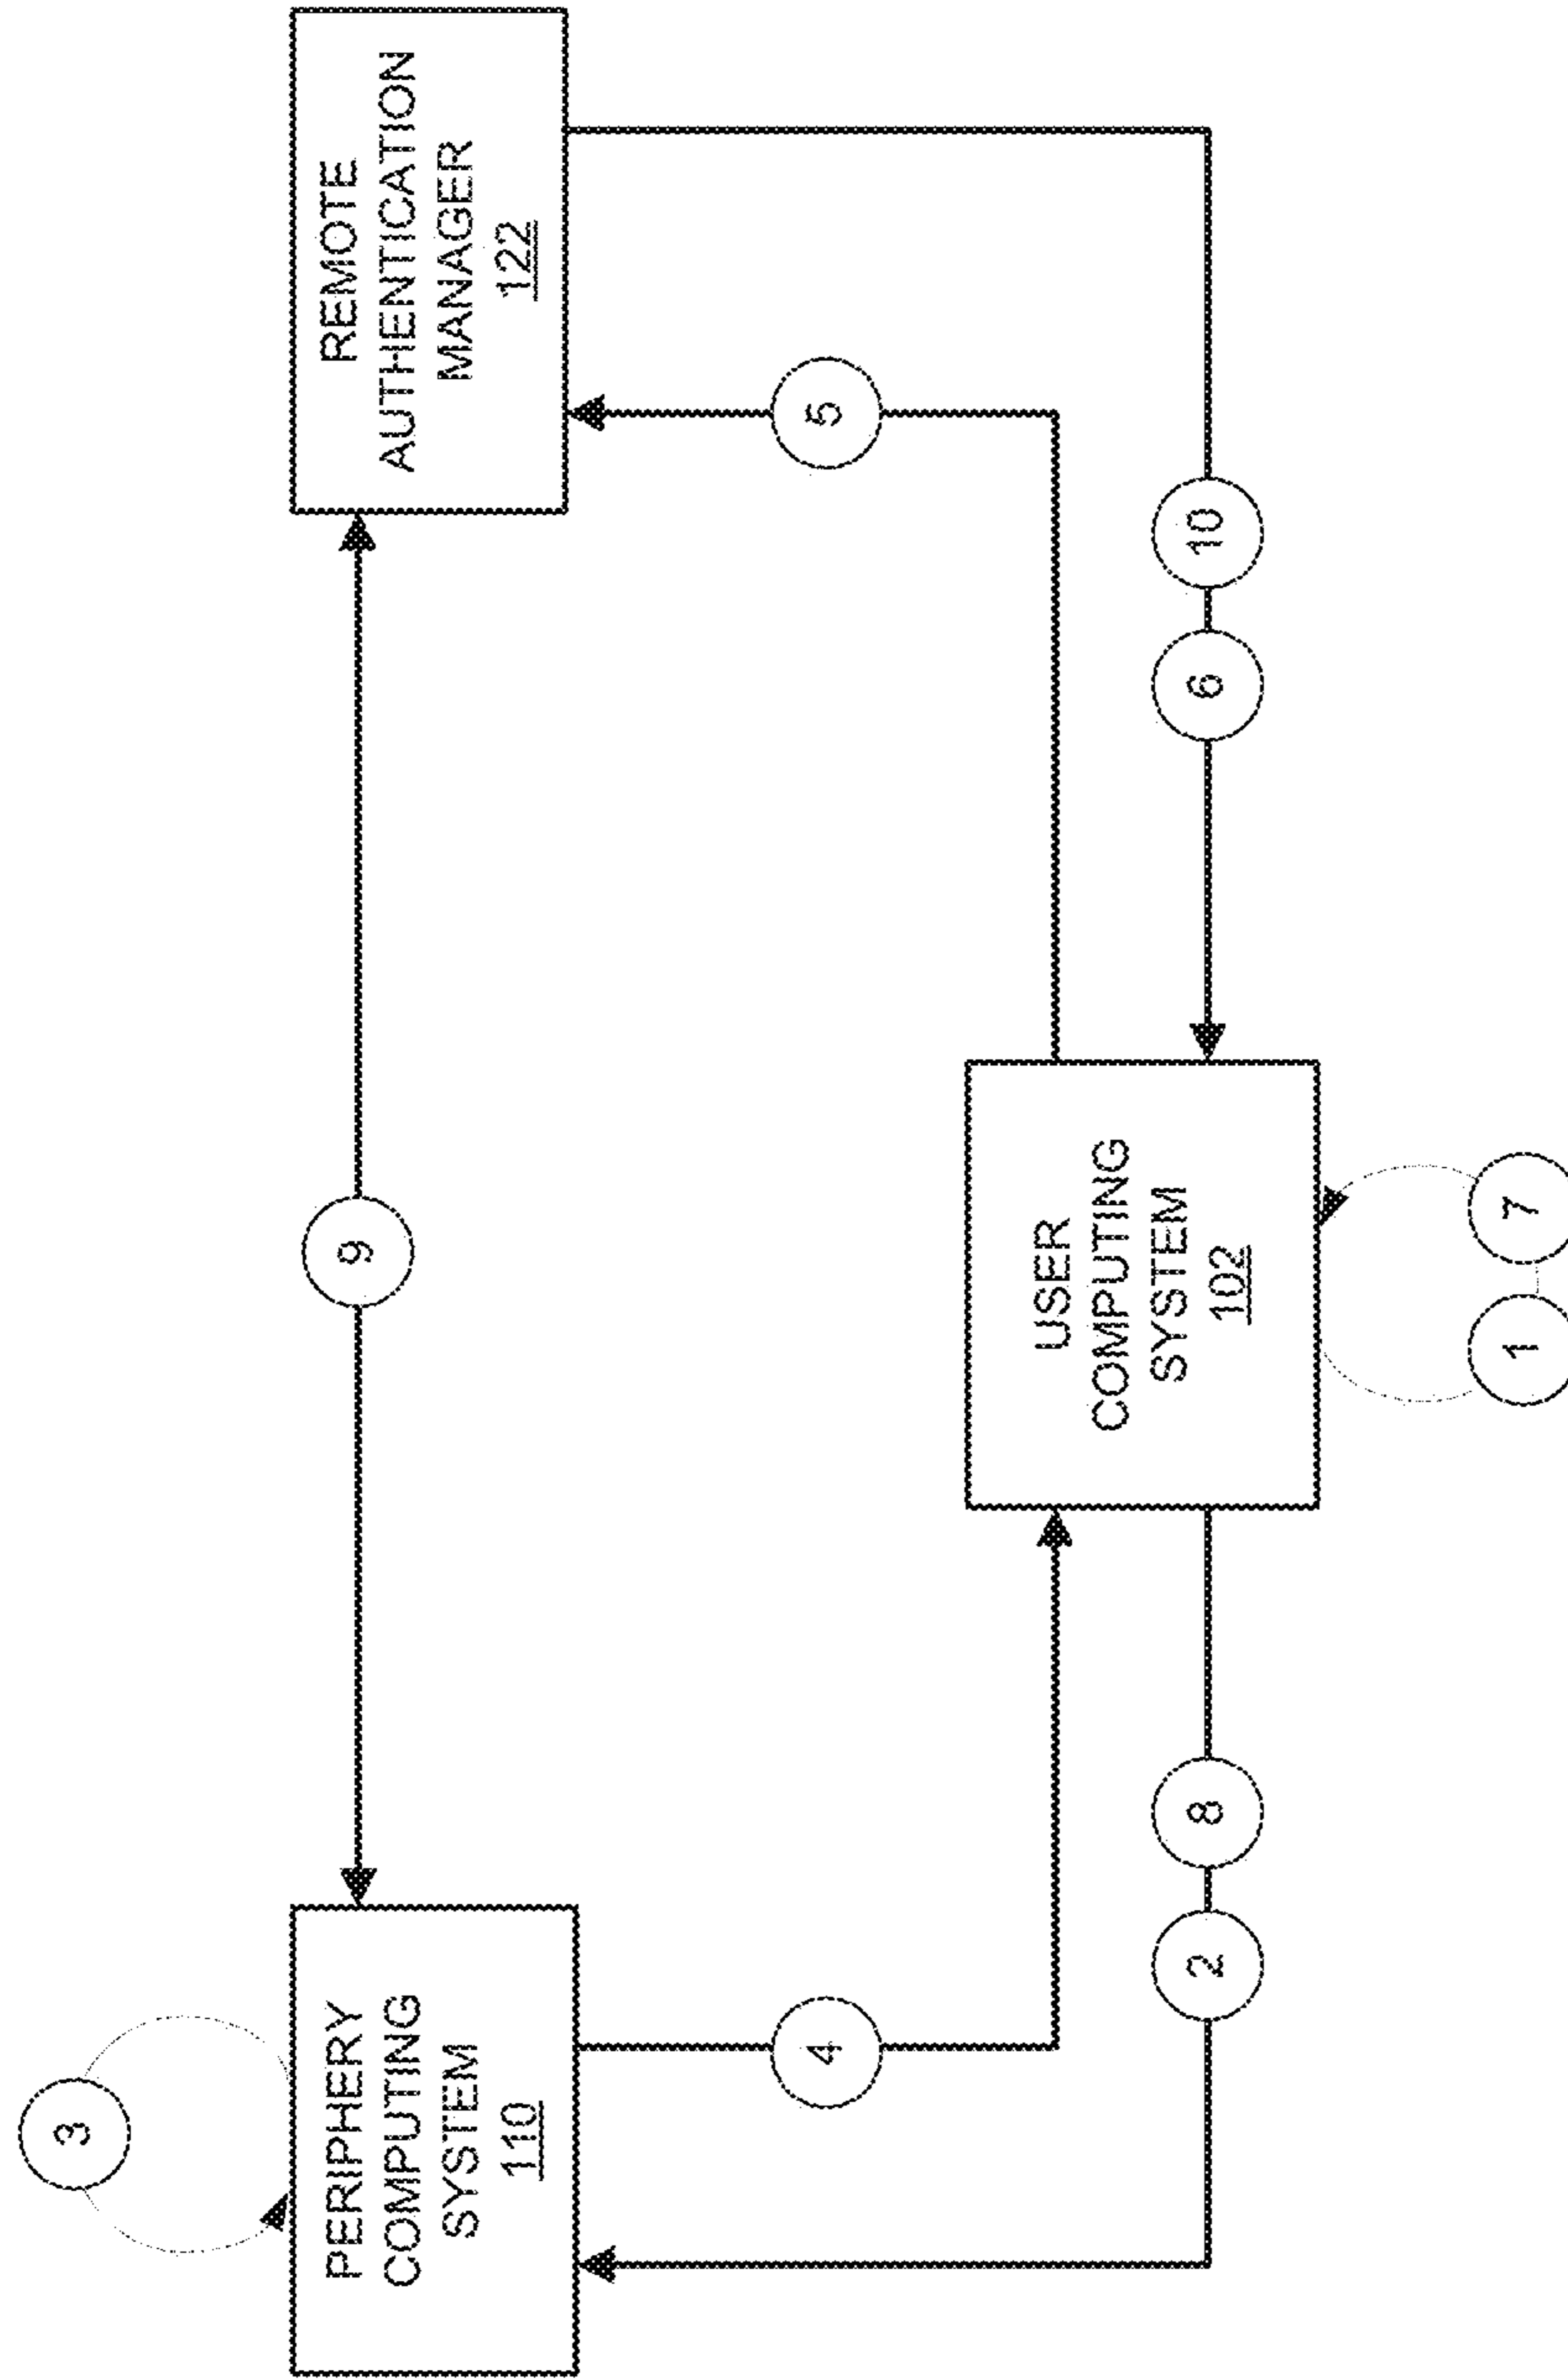 3
PERIPHERY
COMPUTING
SYSTEM
110
9
REMOTE
AUTHENTICATION
MANAGER
122
4
5
2
8
USER
COMPUTING
SYSTEM
102
6
10
1
7